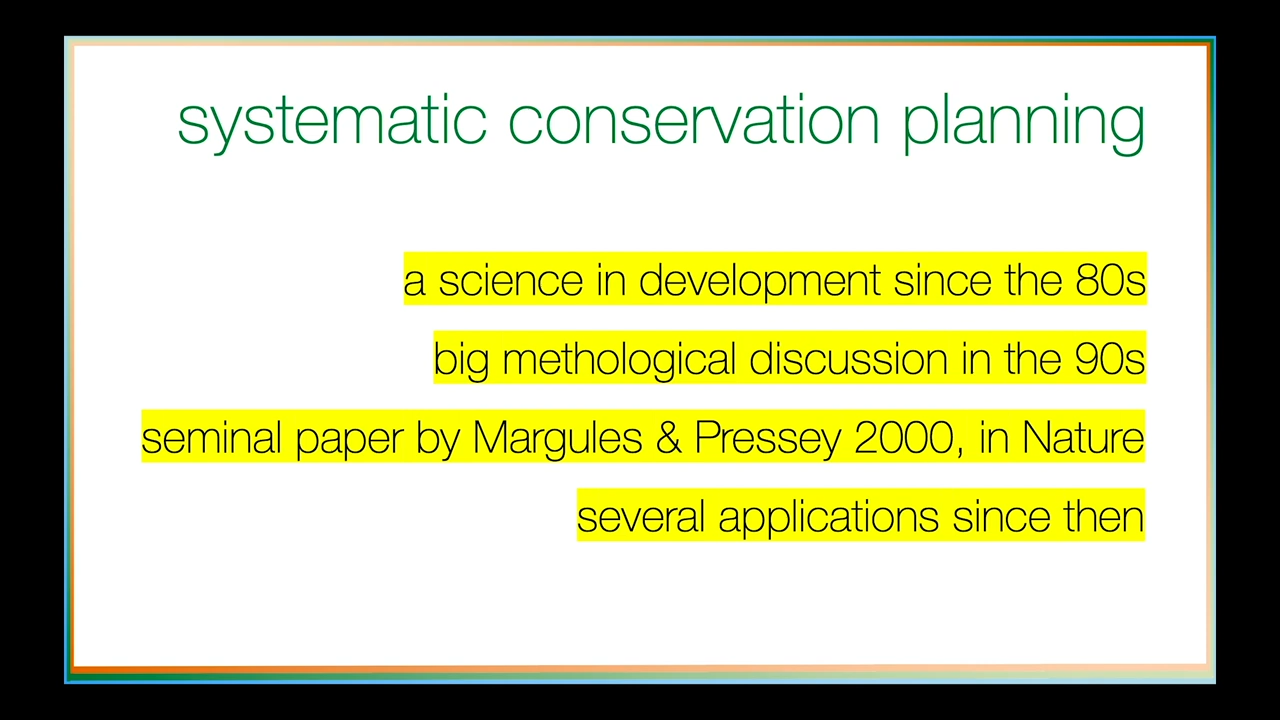 systematic conservation planning
a science in development since the 80s
big methological discussion in the 90s
seminal paper by Margules & Pressey 2000, in Nature
several applications since then